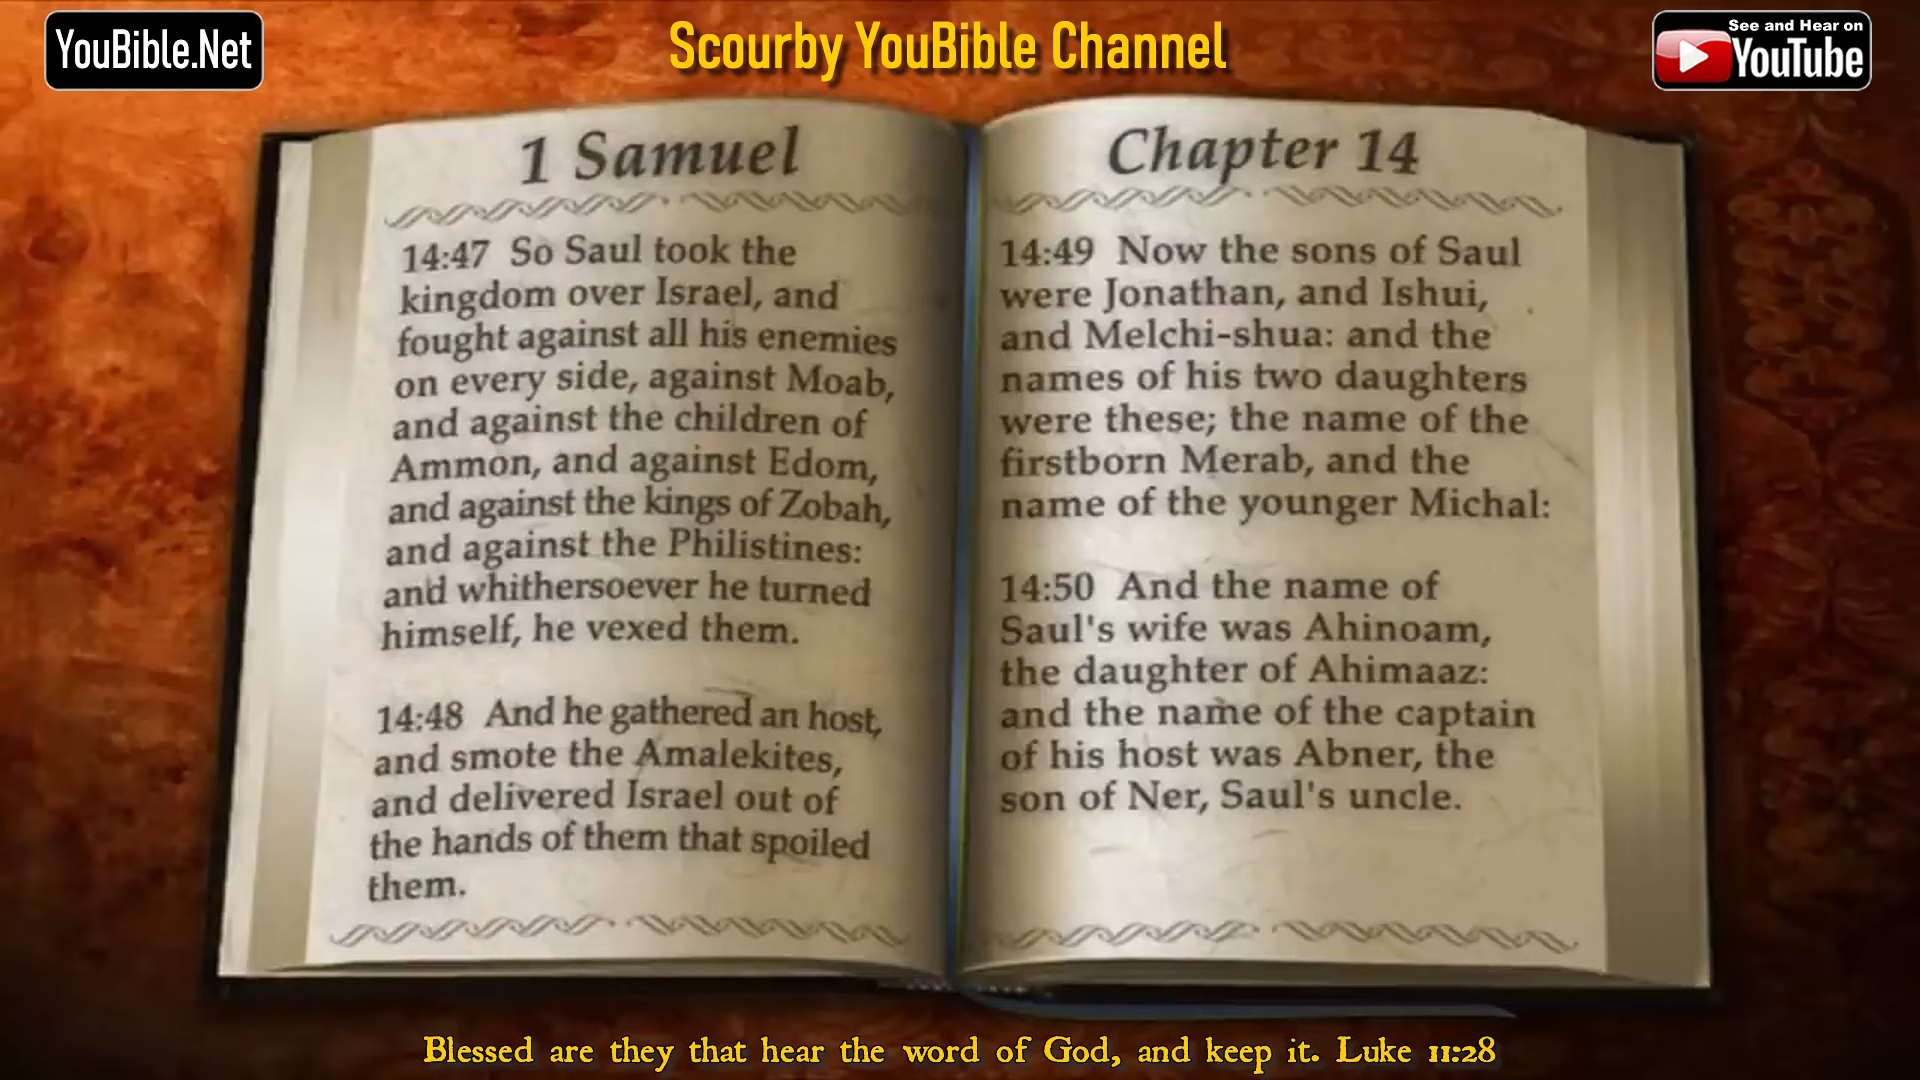 YouBible.Net
Scourby YouBible Channel
See and Hear on
YouTube
1 Samuel
14:47 So Saul took the
kingdom over Israel, and
fought against all his enemies
on every side, against Moab,
and against the children of
Ammon, and against Edom,
and against the kings of Zobah,
and against the Philistines:
and whithersoever he turned
himself, he vexed them.
14:48 And he gathered an host,
and smote the Amalekites,
and delivered Israel out of
the hands of them that spoiled
them.
Chapter 14
14:49 Now the sons of Saul
were Jonathan, and Ishui,
and Melchi-shua: and the
names of his two daughters
were these; the name of the
firstborn Merab, and the
name of the younger Michal:
14:50 And the name of
Saul's wife was Ahinoam,
the daughter of Ahimaaz:
and the name of the captain
of his host was Abner, the
son of Ner, Saul's uncle.
Blessed are they that hear the word of God, and keep it. Luke 11:28